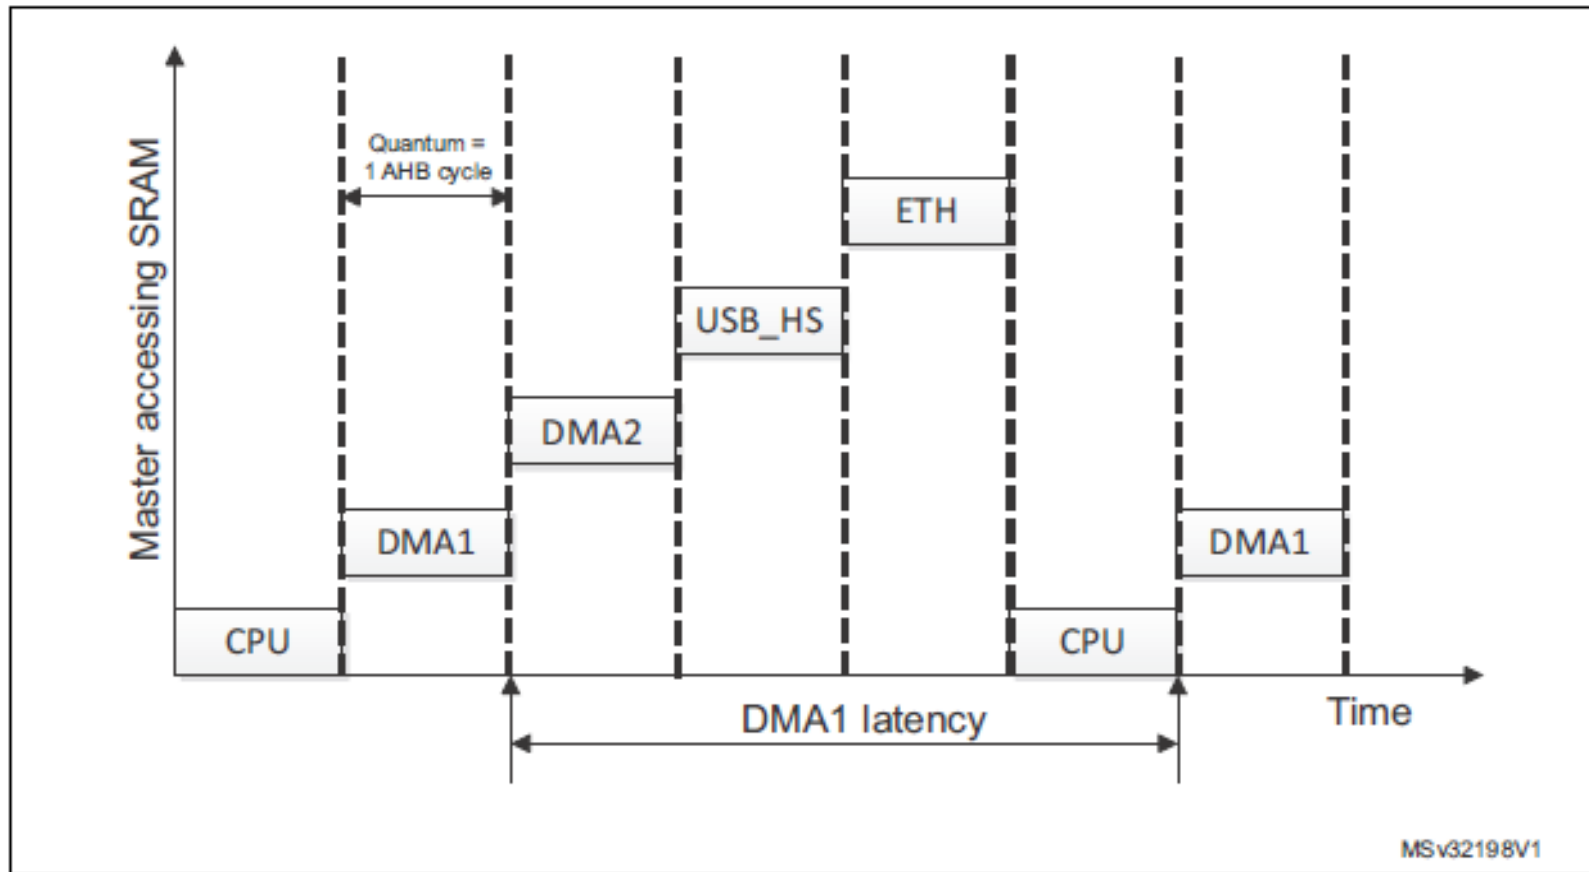 Master accessing SRAM
Quantum =
1 AHB cycle
ETH
USB_HS
DMA2
DMA1
DMA1
CPU
CPU
DMA1 latency
Time
MSv32198V1